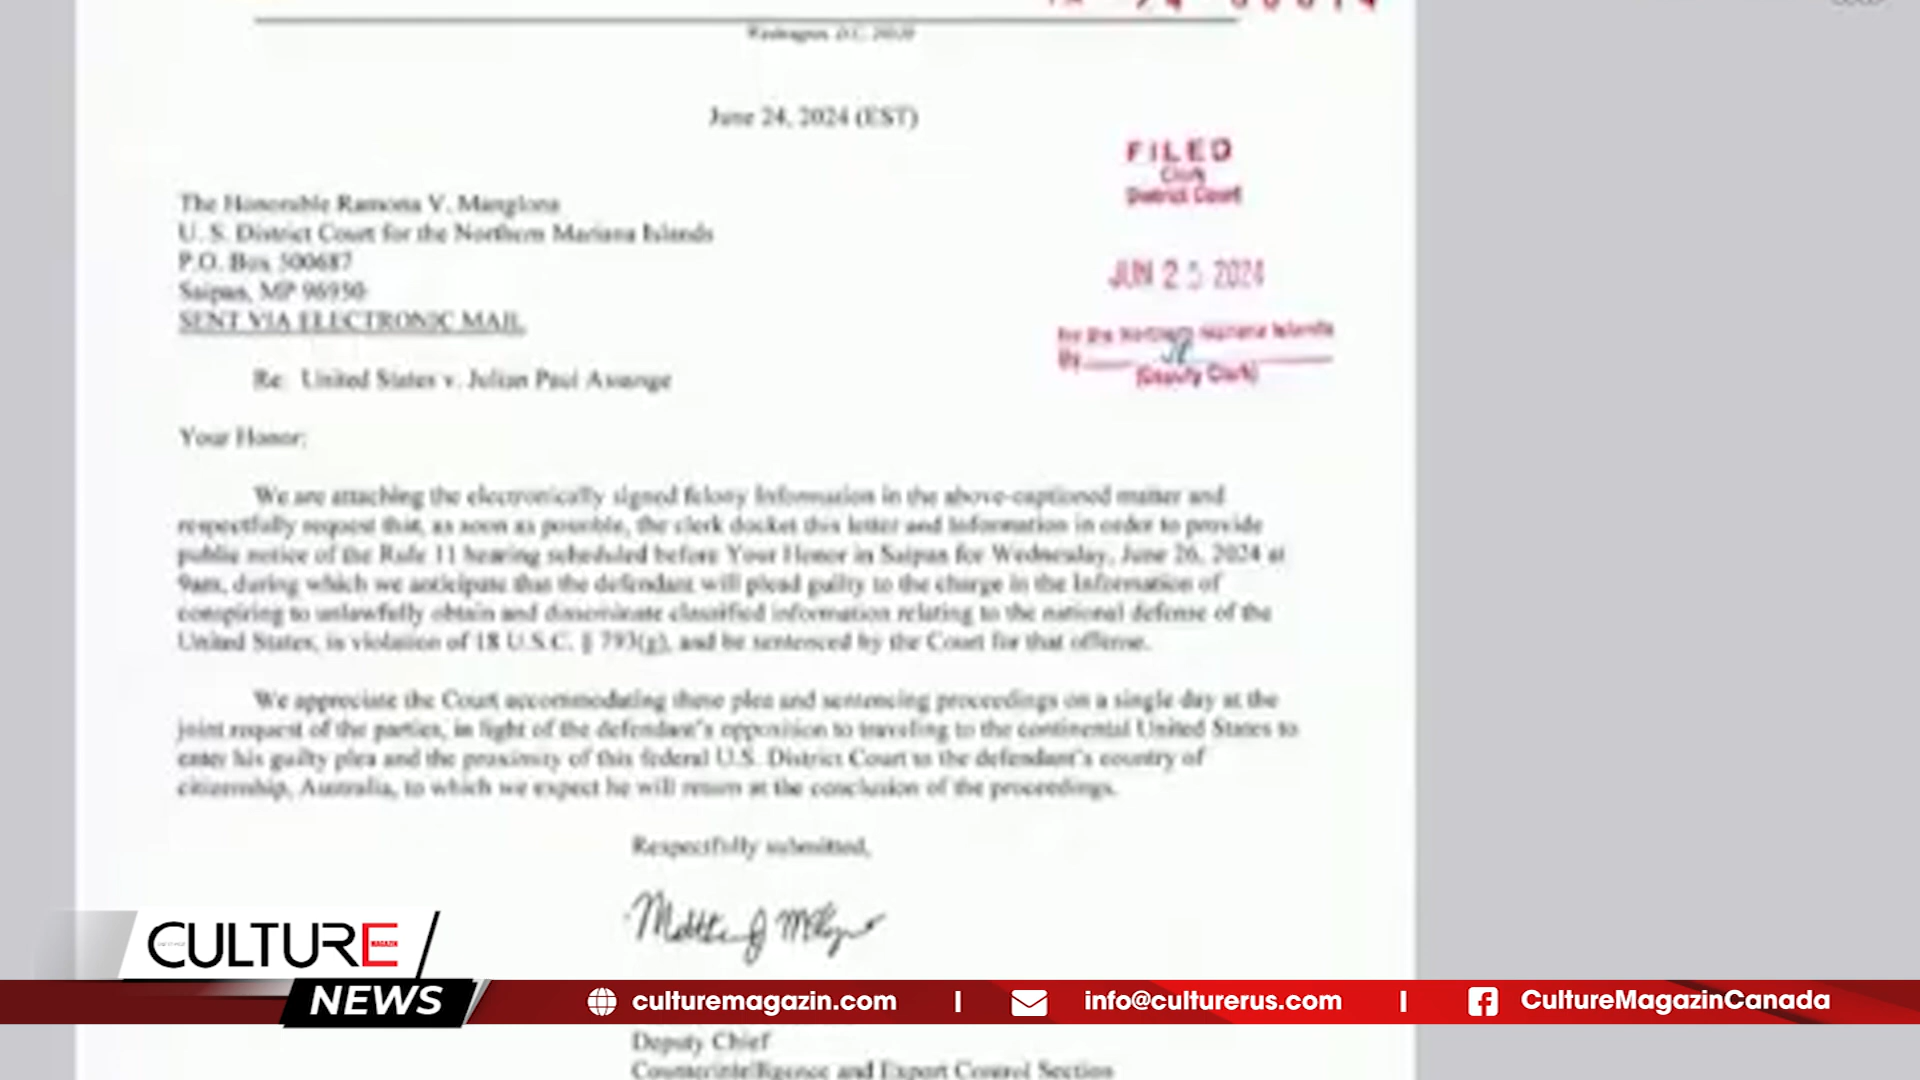 Washington, D.C. 20530
June 24, 2024 (EST)
FILED
Clerk
District Court
The Honorable Ramona V. Manglona
U. S. District Court for the Northern Mariana Islands
P.O. Box 500687
Saipan, MP 96950
SENT VIA ELECTRONIC MAIL
JUN 25 2024
For the Northern Mariana Islands
By
(Deputy Clerk)
Re: United States v. Julian Paul Assange
Your Honor:
We are attaching the electronically signed felony Information in the above-captioned matter and
respectfully request that, as soon as possible, the clerk docket this letter and Information in order to provide
public notice of the Rule 11 hearing scheduled before Your Honor in Saipan for Wednesday, June 26, 2024 at
9am, during which we anticipate that the defendant will plead guilty to the charge in the Information of
conspiring to unlawfully obtain and disseminate classified information relating to the national defense of the
United States, in violation of 18 U.S.C. § 793(g), and be sentenced by the Court for that offense.
We appreciate the Court accommodating these plea and sentencing proceedings on a single day at the
joint request of the parties, in light of the defendant's opposition to traveling to the continental United States to
enter his guilty plea and the proximity of this federal U.S. District Court to the defendant's country of
citizenship, Australia, to which we expect he will return at the conclusion of the proceedings.
Respectfully submitted,
CULTURE
NEWS
culturemagazin.com | info@culturerus.com | CultureMagazinCanada
Deputy Chief
Counterintelligence and Export Control Section